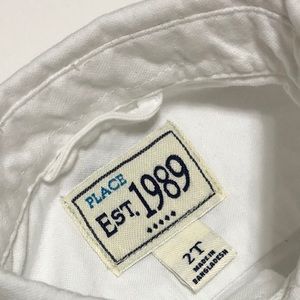 PLACE
EST. 1989
2T
MADE IN
BANGLADESH